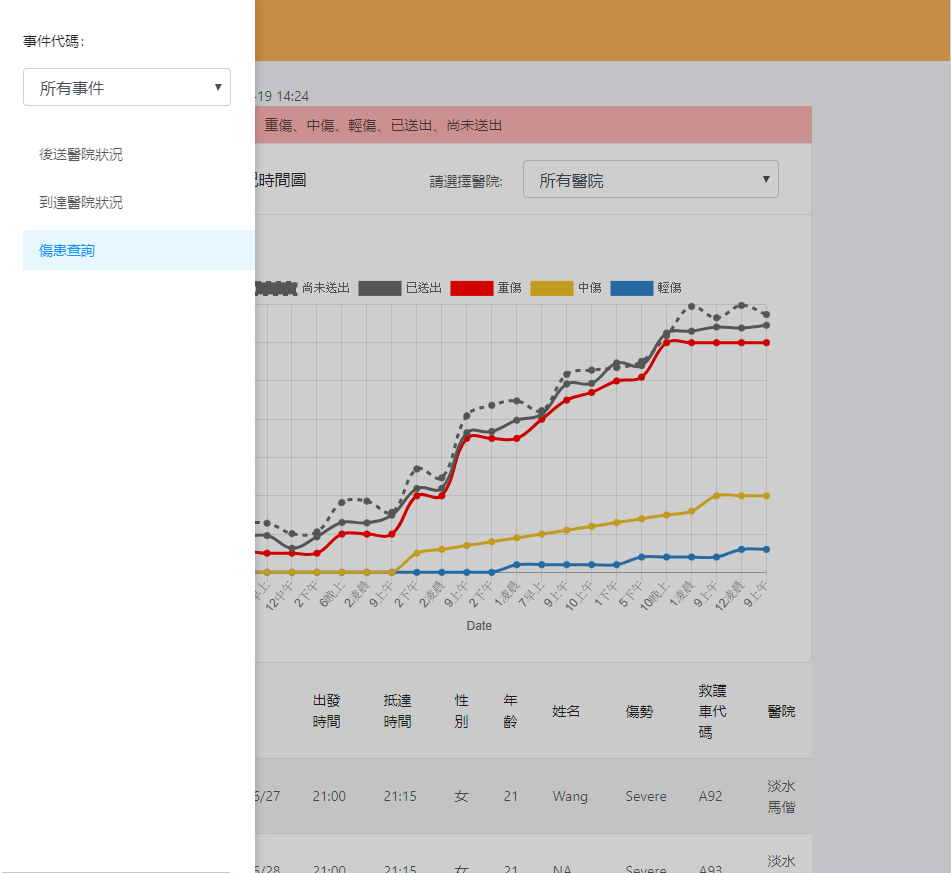 事件代碼:
所有事件
後送醫院狀況
到達醫院狀況
傷患查詢
-19 14:24
重傷、中傷、輕傷、已送出、尚未送出
時間圖
請選擇醫院:
所有醫院
尚未送出 已送出 重傷 中傷 輕傷
早上 12中午 2下午 6晚上 2凌晨 9上午 2下午 2凌晨 9上午 2下午 1凌晨 7早上 9上午 10上午 1下午 5下午 10晚上 1凌晨 9上午 12凌晨 9上午
Date
出發時間 抵達時間 性別 年齡 姓名 傷勢 救護車代碼 醫院
/27 21:00 21:15 女 21 Wang Severe A92 淡水馬偕
/28 21:00 21:15 女 21 NA Severe A93 淡水